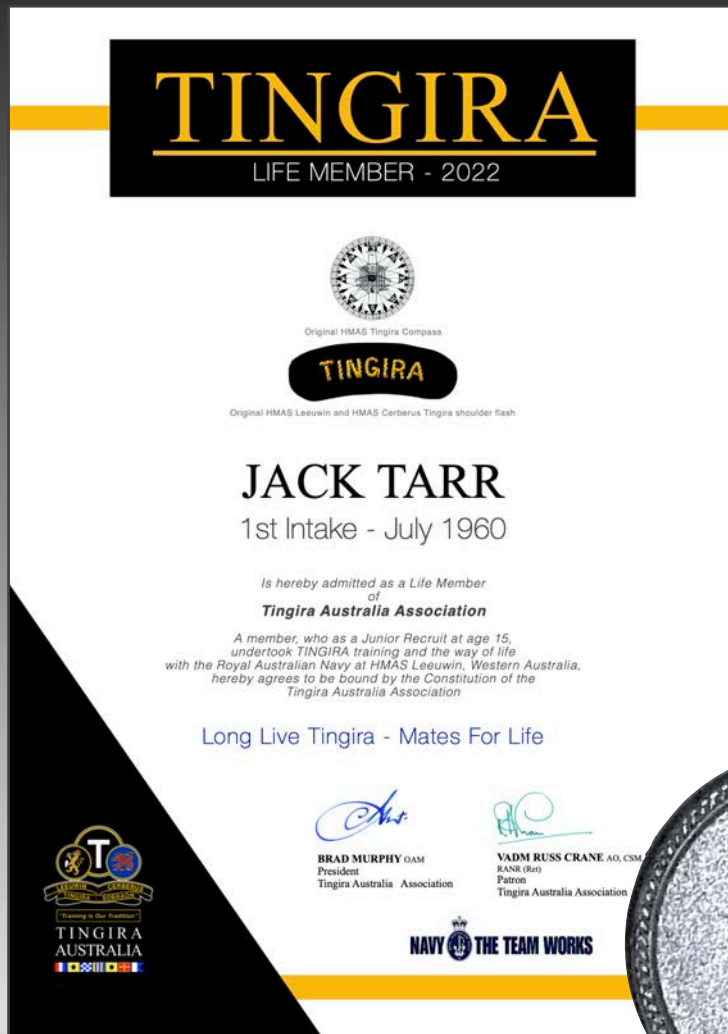 TINGIRA
LIFE MEMBER - 2022
Original HMAS Tingira Compass
TINGIRA
Original HMAS Leeuwin and HMAS Cerberus Tingira shoulder flash
JACK TARR
1st Intake - July 1960
Is hereby admitted as a Life Member
of
Tingira Australia Association
A member, who as a Junior Recruit at age 15,
undertook TINGIRA training and the way of life
with the Royal Australian Navy at HMAS Leeuwin, Western Australia,
hereby agrees to be bound by the Constitution of the
Tingira Australia Association
Long Live Tingira - Mates For Life
BRAD MURPHY OAM
President
Tingira Australia Association
VADM RUSS CRANE AO, CSM,
RANR (Ret)
Patron
Tingira Australia Association
T
LEEUWIN CERBERUS
TINGIRA SOBRAON
"Training is Our Tradition"
TINGIRA
AUSTRALIA
NAVY THE TEAM WORKS